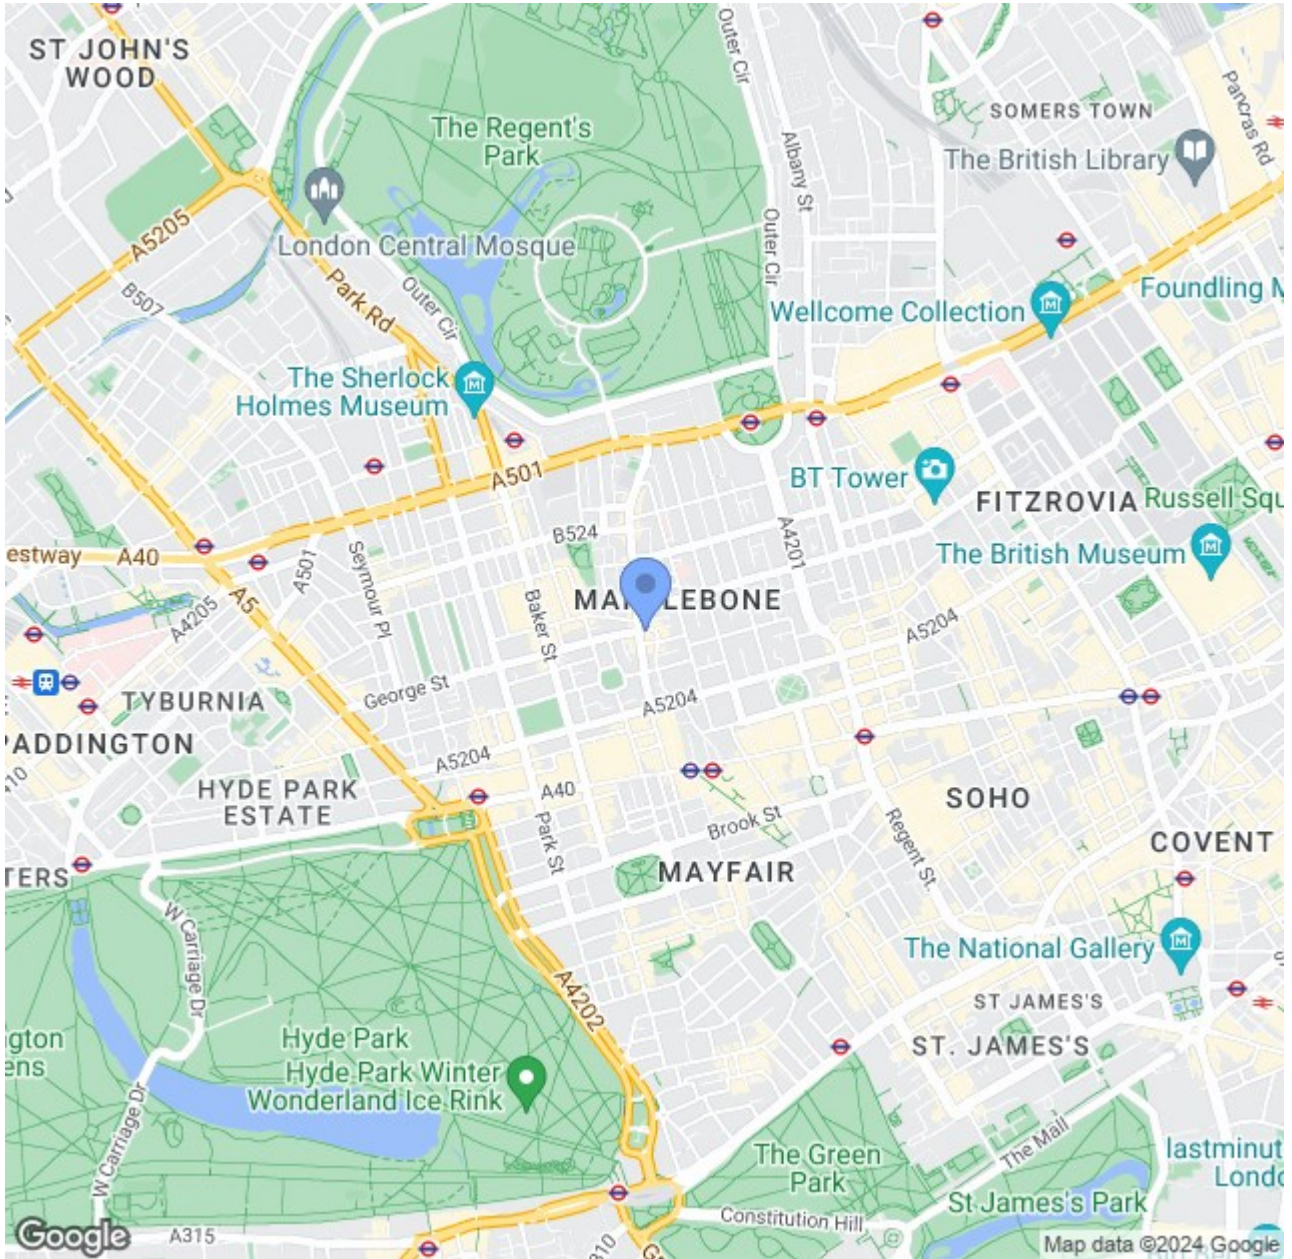 ST JOHN'S
WOOD
The Regent's
Park
Outer Cir
Albany St
Outer Cir
SOMERS TOWN
Pancras Rd
The British Library
A5205
London Central Mosque
B507
Park Rd
Outer Cir
Wellcome Collection
Foundling M
The Sherlock
Holmes Museum
A501
BT Tower
FITZROVIA
Russell Squ
The British Museum
B524
A4201
estway
A40
A501
Seymour Pl
A4205
A5
Baker St
A5204
George St
TYBURNIA
A5204
PADDINGTON
A5204
HYDE PARK
ESTATE
A40
Park St
Brook St
Regent St.
SOHO
COVENT
MAYFAIR
TERS
W Carriage Dr
The National Gallery
ST JAMES'S
ST. JAMES'S
A4202
gton
ens
Hyde Park
Hyde Park Winter
Wonderland Ice Rink
W Carriage Dr
The Green
Park
The Mall
lastminut
Londo
St James's Park
Constitution Hill
A315
Google
Map data ©2024 Google